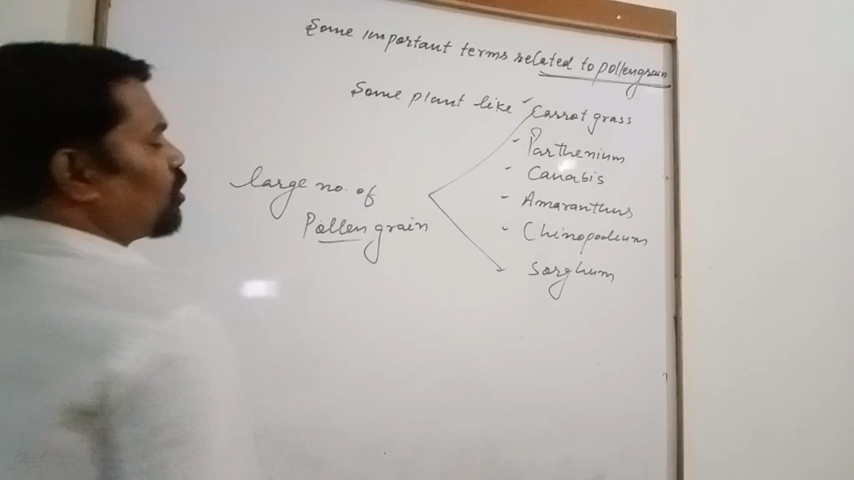 Some important terms related to pollengrain
Some plant like
Carrot grass
Parthenium
Canabis
Amaranthus
Chinopodium
Sorghum
large no. of
Pollen grain